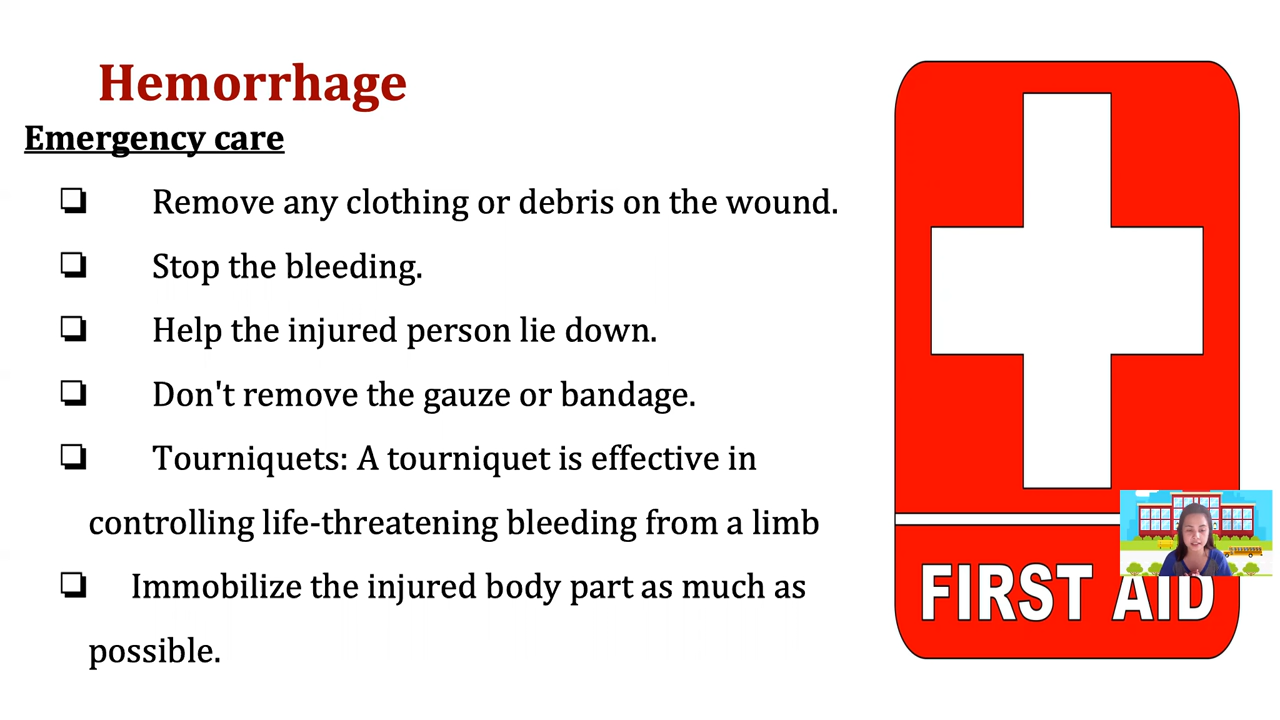 Hemorrhage
Emergency care
❏ Remove any clothing or debris on the wound.
❏ Stop the bleeding.
❏ Help the injured person lie down.
❏ Don't remove the gauze or bandage.
❏ Tourniquets: A tourniquet is effective in
controlling life-threatening bleeding from a limb
❏ Immobilize the injured body part as much as
possible.
FIRST AID